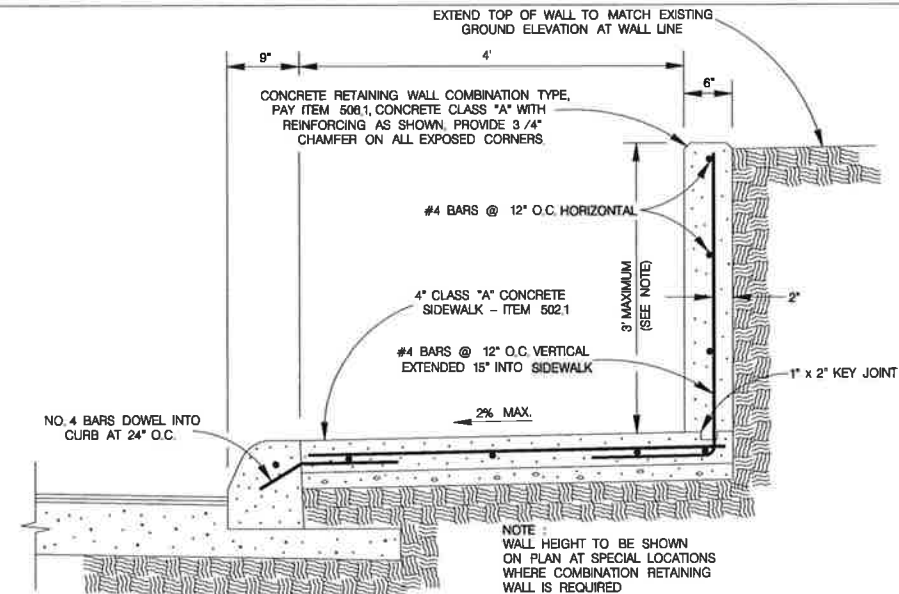 EXTEND TOP OF WALL TO MATCH EXISTING
GROUND ELEVATION AT WALL LINE
9"
4'
6"
CONCRETE RETAINING WALL COMBINATION TYPE,
PAY ITEM 506.1, CONCRETE CLASS "A" WITH
REINFORCING AS SHOWN, PROVIDE 3/4"
CHAMFER ON ALL EXPOSED CORNERS
#4 BARS @ 12" O.C. HORIZONTAL
3' MAXIMUM
(SEE NOTE)
2"
4" CLASS "A" CONCRETE
SIDEWALK - ITEM 502.1
#4 BARS @ 12" O.C. VERTICAL
EXTENDED 15" INTO SIDEWALK
1" x 2" KEY JOINT
2% MAX.
NO. 4 BARS DOWEL INTO
CURB AT 24" O.C.
NOTE :
WALL HEIGHT TO BE SHOWN
ON PLAN AT SPECIAL LOCATIONS
WHERE COMBINATION RETAINING
WALL IS REQUIRED